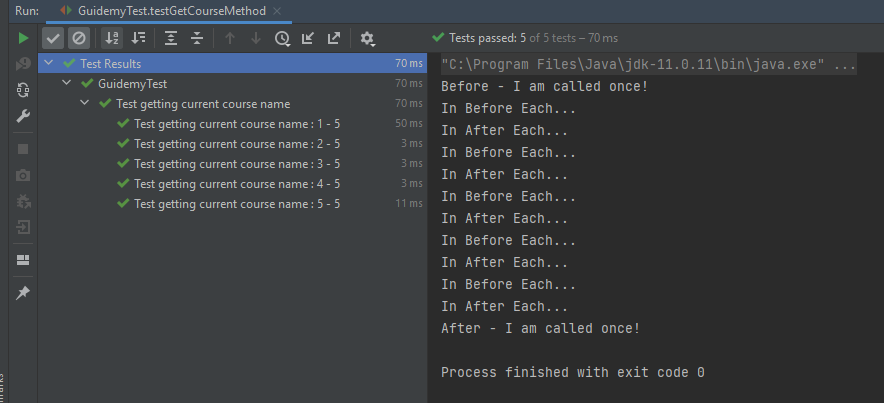 Run: GuidemyTest.testGetCourseMethod
Tests passed: 5 of 5 tests – 70 ms
Test Results 70 ms
GuidemyTest 70 ms
Test getting current course name 70 ms
Test getting current course name : 1 - 5 50 ms
Test getting current course name : 2 - 5 3 ms
Test getting current course name : 3 - 5 3 ms
Test getting current course name : 4 - 5 3 ms
Test getting current course name : 5 - 5 11 ms
"C:\Program Files\Java\jdk-11.0.11\bin\java.exe" ...
Before - I am called once!
In Before Each...
In After Each...
In Before Each...
In After Each...
In Before Each...
In After Each...
In Before Each...
In After Each...
In Before Each...
In After Each...
After - I am called once!
Process finished with exit code 0